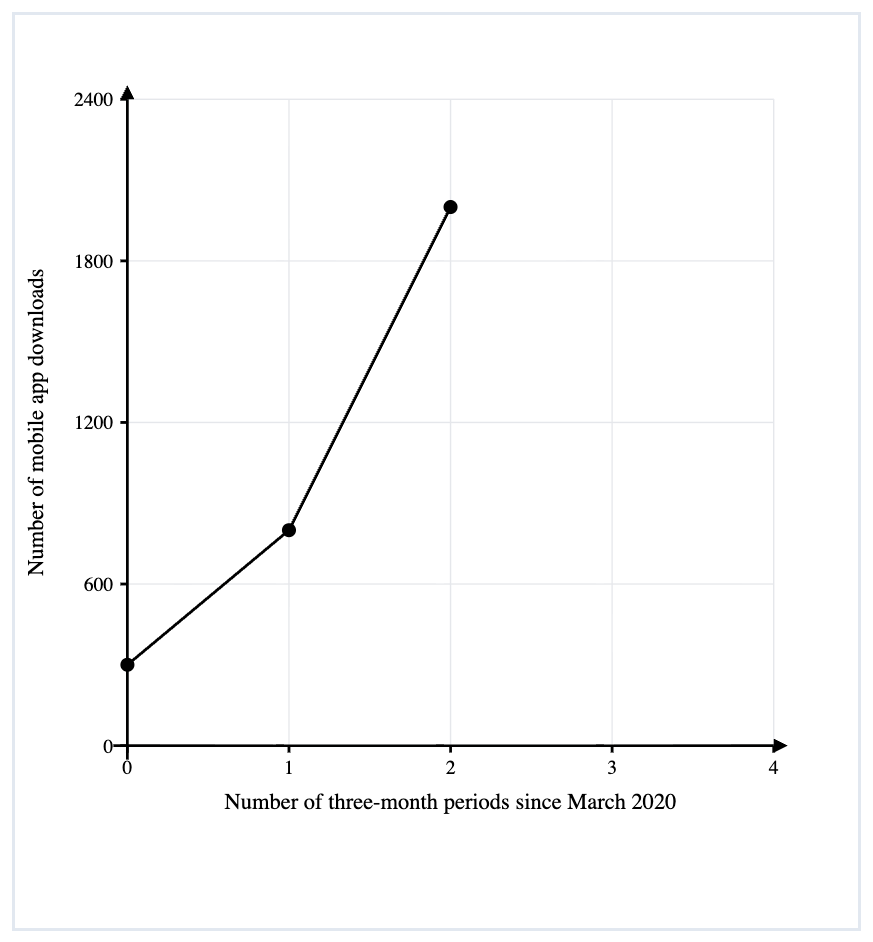 2400
1800
1200
600
0
0 1 2 3 4
Number of mobile app downloads
Number of three-month periods since March 2020